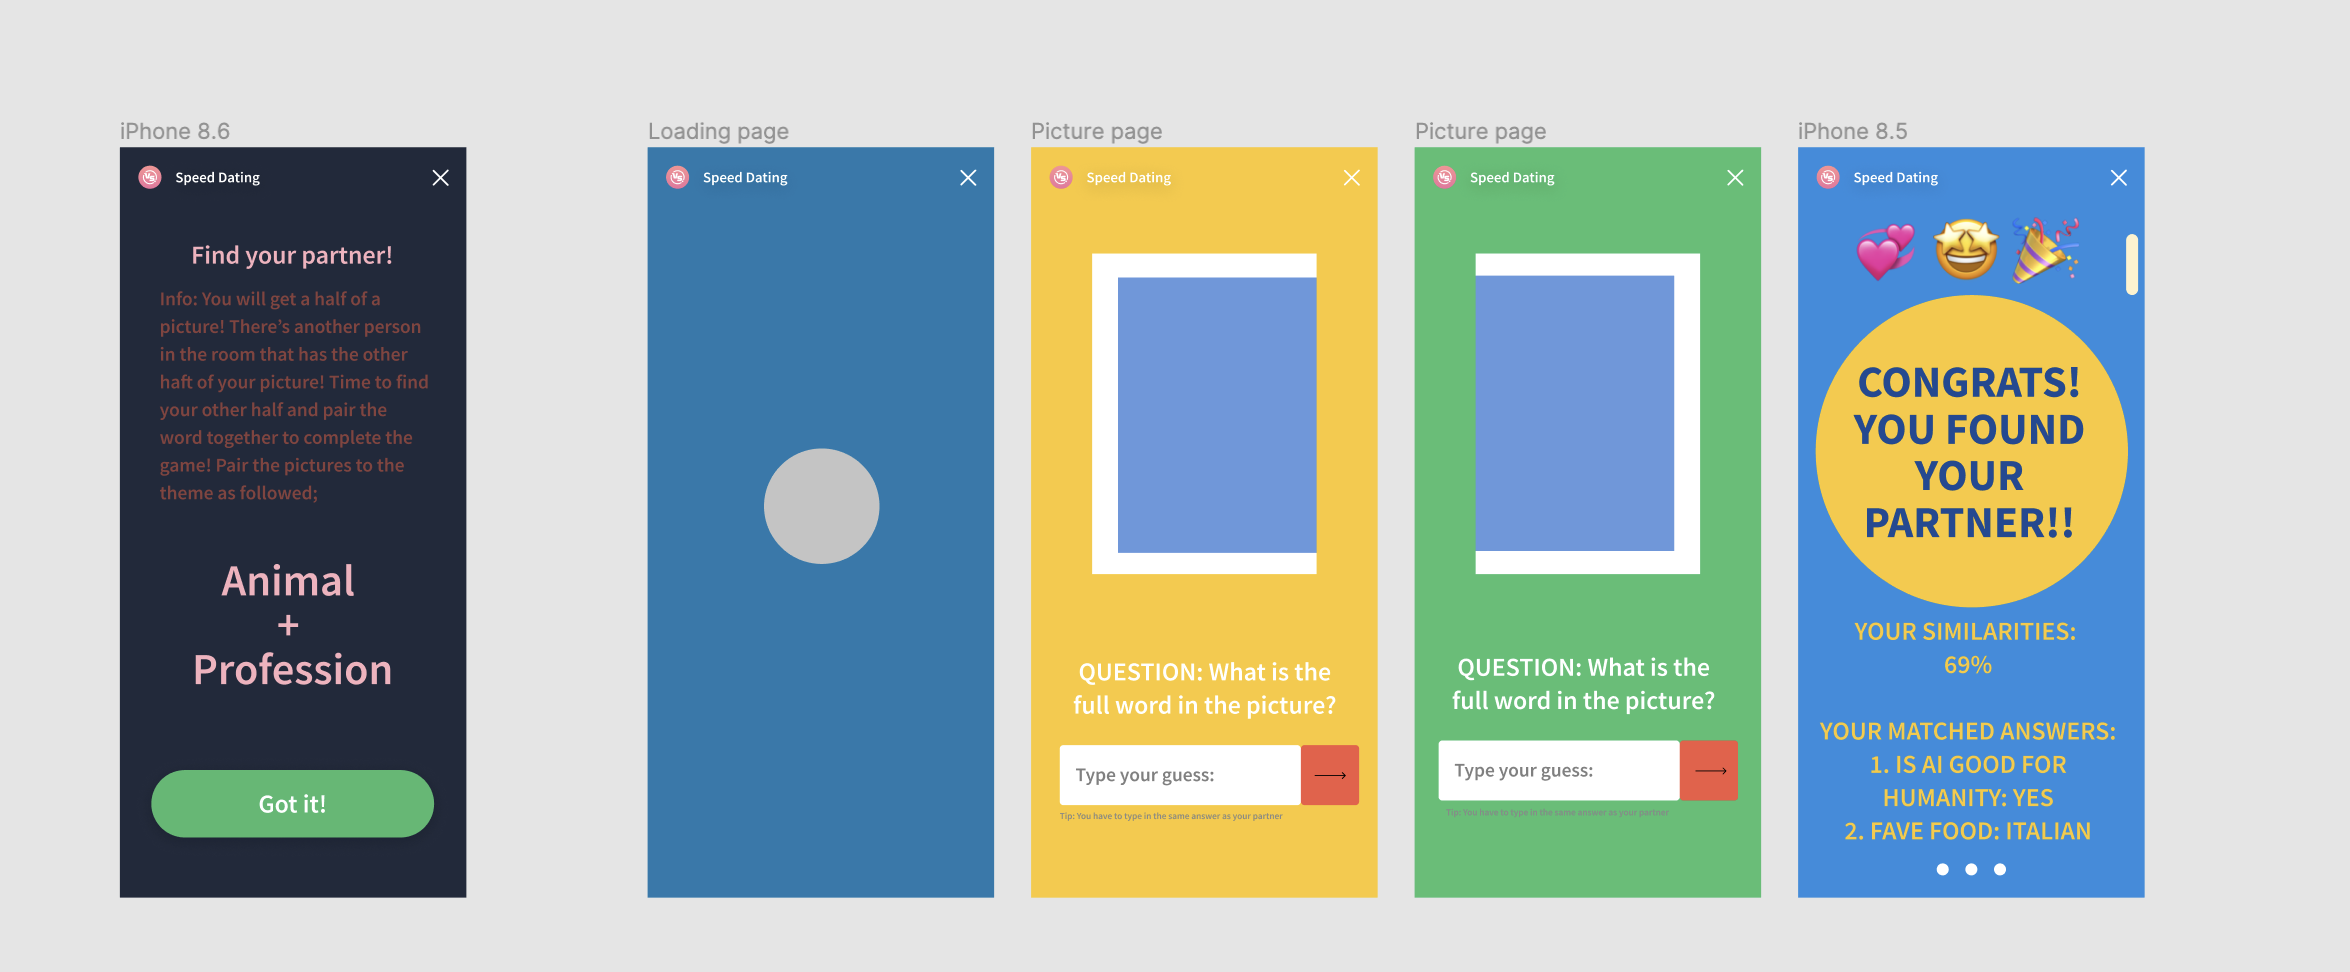 iPhone 8.6
Speed Dating
Find your partner!
Info: You will get a half of a
picture! There's another person
in the room that has the other
haft of your picture! Time to find
your other half and pair the
word together to complete the
game! Pair the pictures to the
theme as followed;
Animal
+
Profession
Got it!
Loading page
Speed Dating
Picture page
Speed Dating
QUESTION: What is the
full word in the picture?
Type your guess:
Tip: You have to type in the same answer as your partner
Picture page
Speed Dating
QUESTION: What is the
full word in the picture?
Type your guess:
Tip: You have to type in the same answer as your partner
iPhone 8.5
Speed Dating
CONGRATS!
YOU FOUND
YOUR
PARTNER!!
YOUR SIMILARITIES:
69%
YOUR MATCHED ANSWERS:
1. IS AI GOOD FOR
HUMANITY: YES
2. FAVE FOOD: ITALIAN